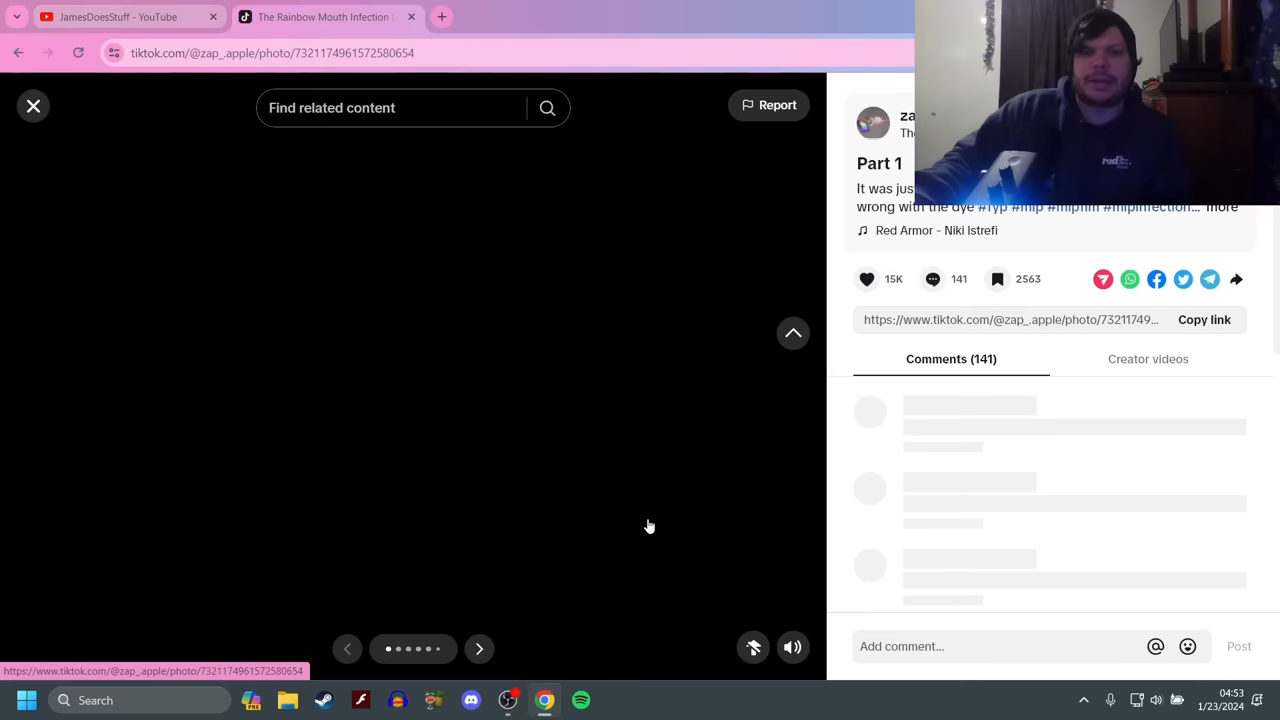 JamesDoesStuff - YouTube
The Rainbow Mouth Infection
tiktok.com/@zap_.apple/photo/7321174961572580654
Find related content
Report
za
The
Part 1
It was jus
wrong with the dye #fyp #mlp #mlpfim #mlpinfection... more
Red Armor - Niki Istrefi
15K
141
2563
https://www.tiktok.com/@zap_.apple/photo/73211749...
Copy link
Comments (141)
Creator videos
Add comment...
Post
https://www.tiktok.com/@zap_.apple/photo/7321174961572580654
Search
PRE
04:53
1/23/2024